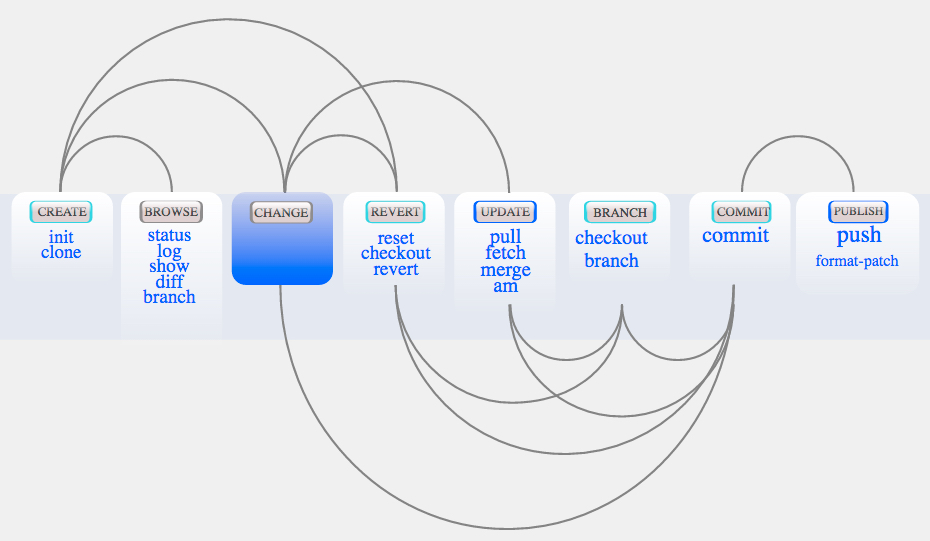 CREATE
init
clone
BROWSE
status
log
show
diff
branch
CHANGE
REVERT
reset
checkout
revert
UPDATE
pull
fetch
merge
am
BRANCH
checkout
branch
COMMIT
commit
PUBLISH
push
format-patch